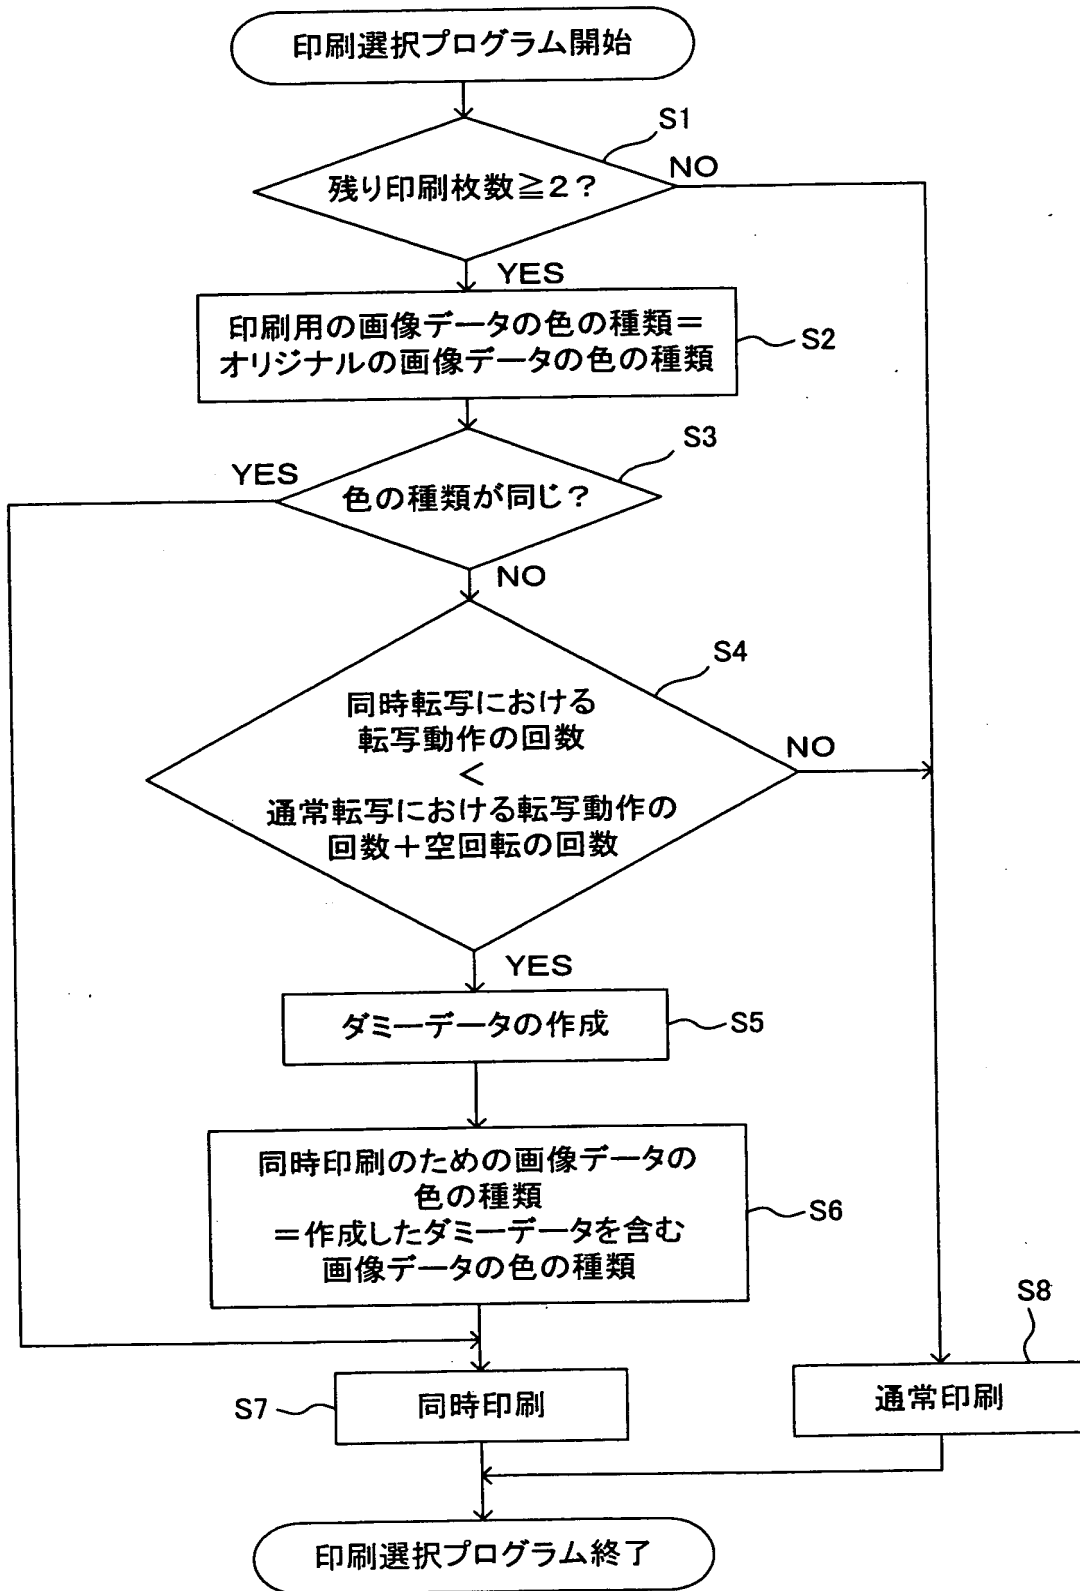 印刷選択プログラム開始
S1
残り印刷枚数≧2?
NO
YES
印刷用の画像データの色の種類=
オリジナルの画像データの色の種類
S2
S3
YES
色の種類が同じ?
NO
S4
同時転写における
転写動作の回数
<
通常転写における転写動作の
回数+空回転の回数
NO
YES
ダミーデータの作成
S5
同時印刷のための画像データの
色の種類
=作成したダミーデータを含む
画像データの色の種類
S6
S8
S7
同時印刷
通常印刷
印刷選択プログラム終了